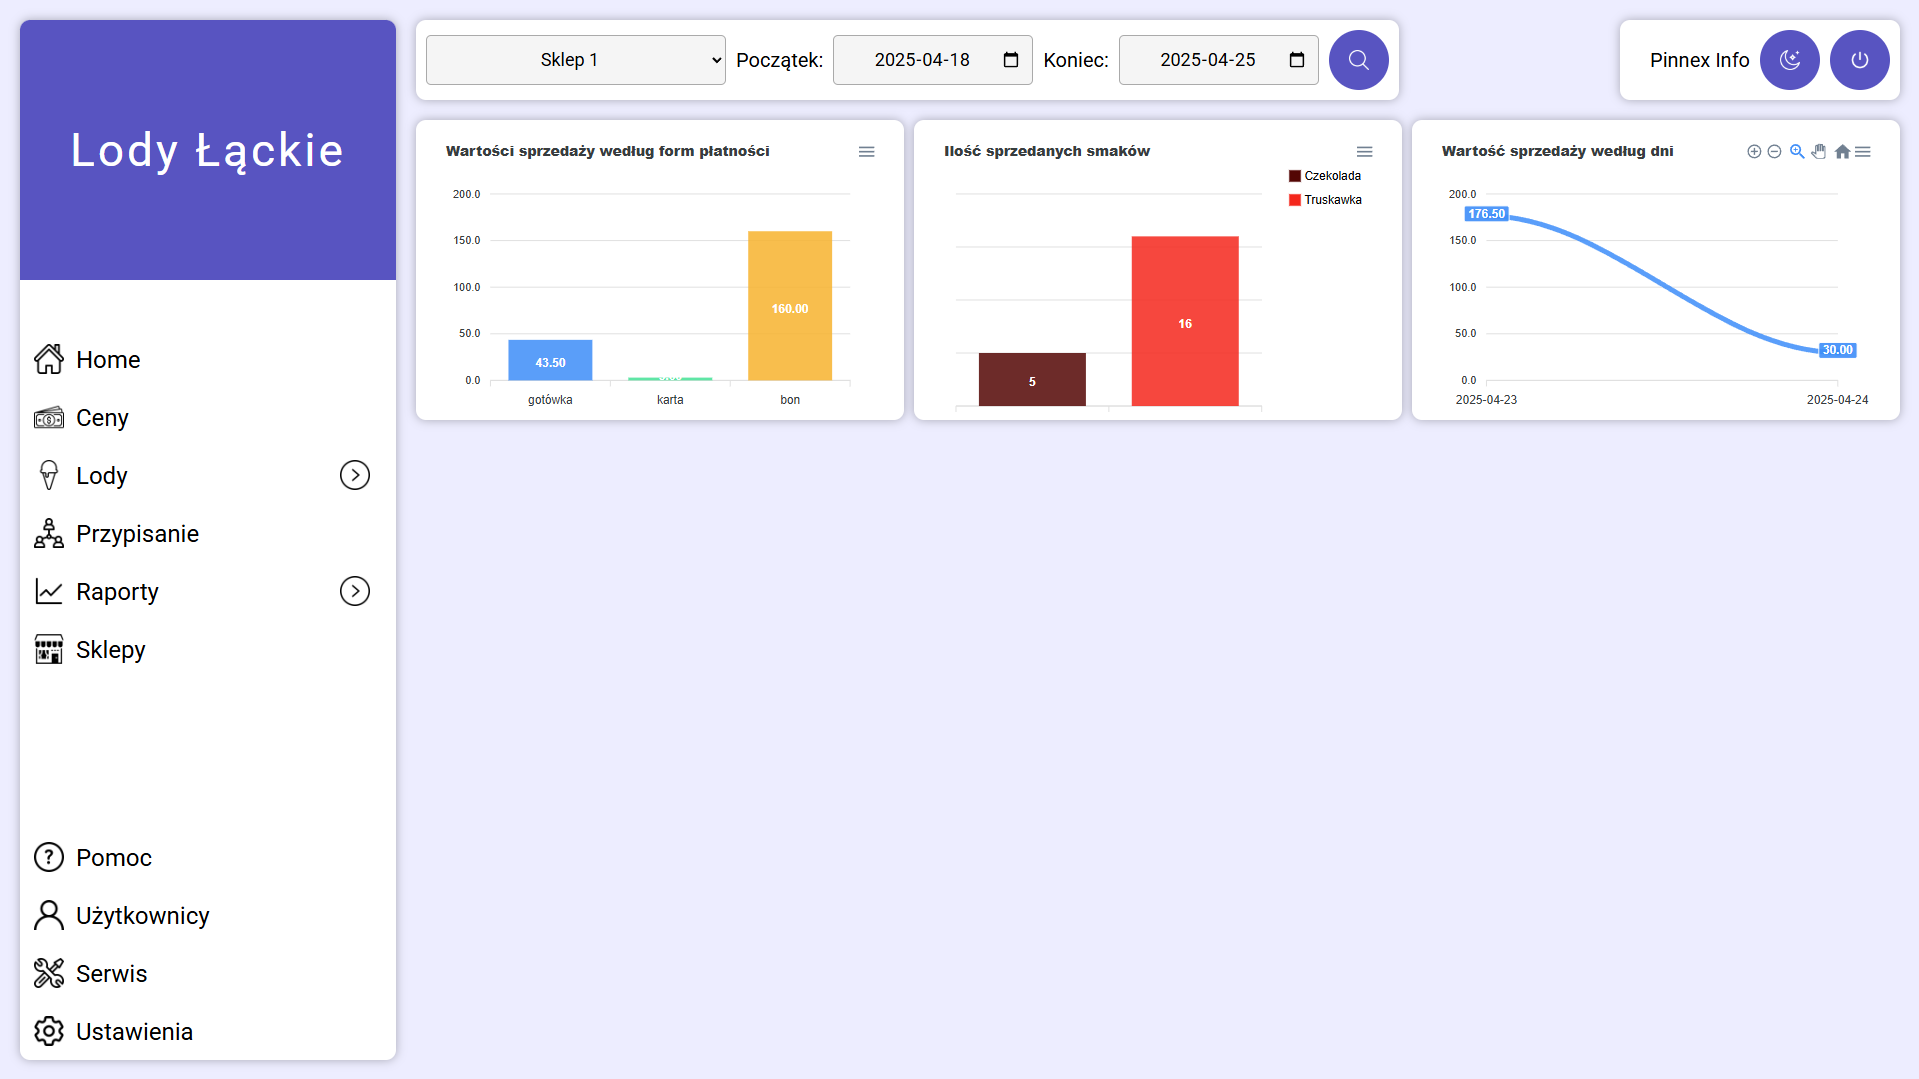 Lody Łąckie
Home
Ceny
Lody
Przypisanie
Raporty
Sklepy
Pomoc
Użytkownicy
Serwis
Ustawienia
Sklep 1
Początek:
2025-04-18
Koniec:
2025-04-25
Pinnex Info
Wartości sprzedaży według form płatności
200.0
150.0
100.0
50.0
0.0
43.50
160.00
gotówka
karta
bon
Ilość sprzedanych smaków
Czekolada
Truskawka
5
16
Wartość sprzedaży według dni
200.0
150.0
100.0
50.0
0.0
176.50
30.00
2025-04-23
2025-04-24